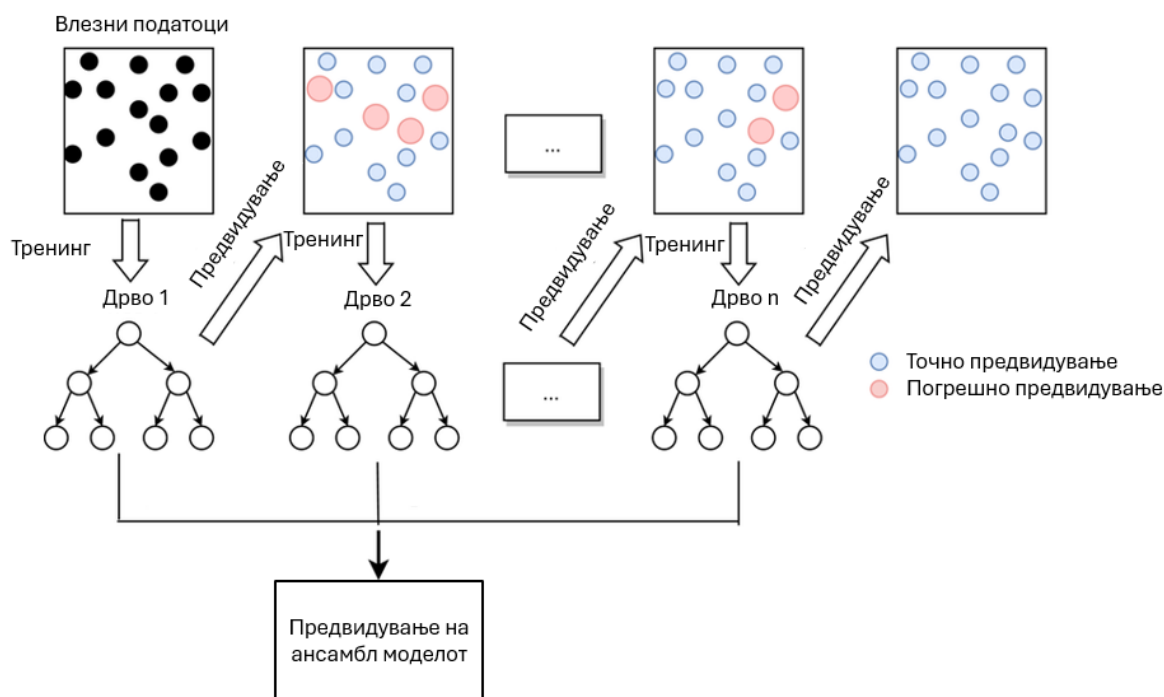 Влезни податоци
...
Тренинг
Предвидување
Тренинг
Предвидување
Тренинг
Предвидување
Дрво 1
Дрво 2
Дрво n
...
Точно предвидување
Погрешно предвидување
Предвидување на
ансамбл моделот